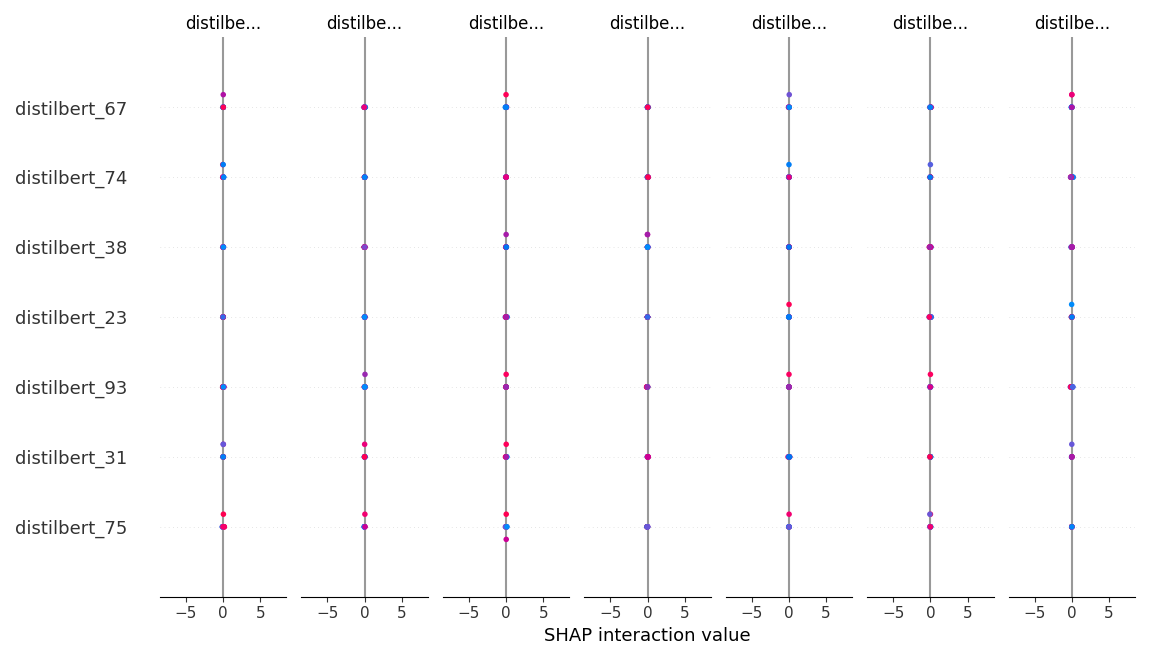 distilbe... distilbe... distilbe... distilbe... distilbe... distilbe... distilbe...
distilbert_67
distilbert_74
distilbert_38
distilbert_23
distilbert_93
distilbert_31
distilbert_75
−5 0 5 −5 0 5 −5 0 5 −5 0 5 −5 0 5 −5 0 5 −5 0 5
SHAP interaction value